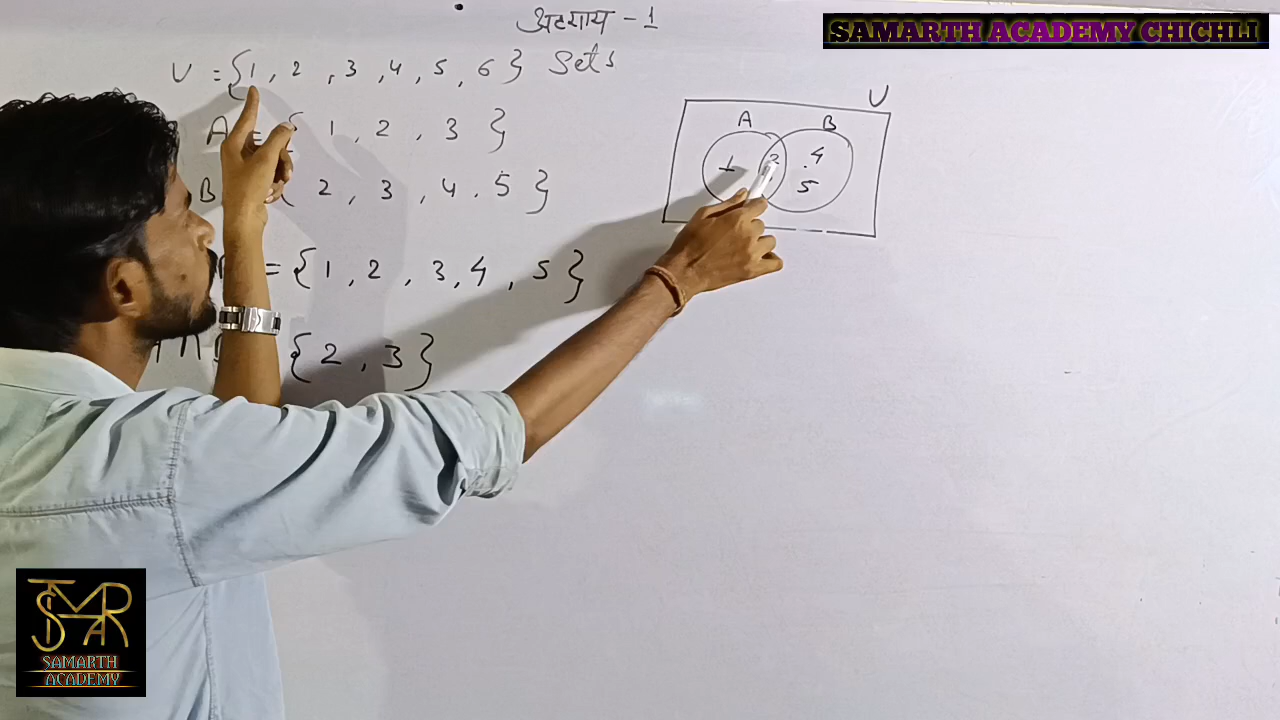 अध्याय - 1
SAMARTH ACADEMY CHICHLI
U = {1, 2, 3, 4, 5, 6} Sets
A = { 1, 2, 3 }
B { 2, 3, 4. 5 }
= {1, 2, 3, 4, 5 }
{ 2, 3 }
U
A B
1 2 4
5
SAMARTH
ACADEMY